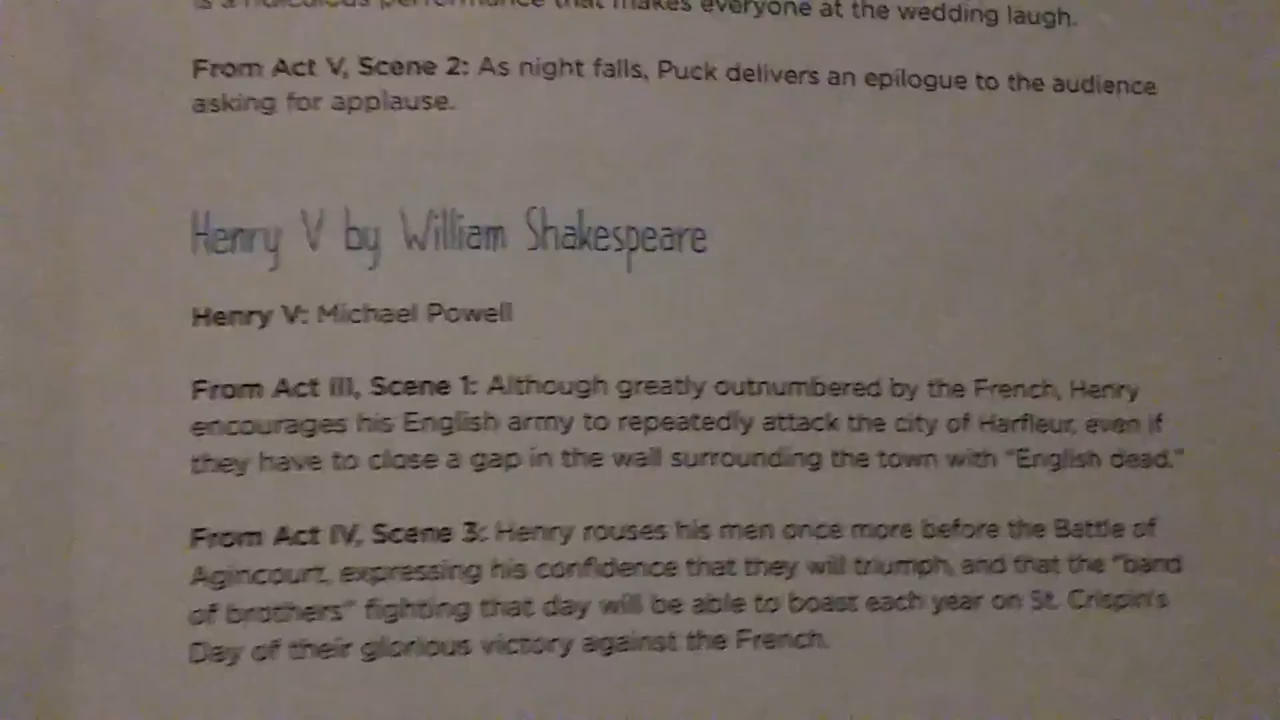 is a ridiculous performance that makes everyone at the wedding laugh.
From Act V, Scene 2: As night falls, Puck delivers an epilogue to the audience
asking for applause.
Henry V by William Shakespeare
Henry V: Michael Powell
From Act III, Scene 1: Although greatly outnumbered by the French, Henry
encourages his English army to repeatedly attack the city of Harfleur, even if
they have to close a gap in the wall surrounding the town with "English dead."
From Act IV, Scene 3: Henry rouses his men once more before the Battle of
Agincourt, expressing his confidence that they will triumph, and that the "band
of brothers" fighting that day will be able to boast each year on St. Crispin's
Day of their glorious victory against the French.